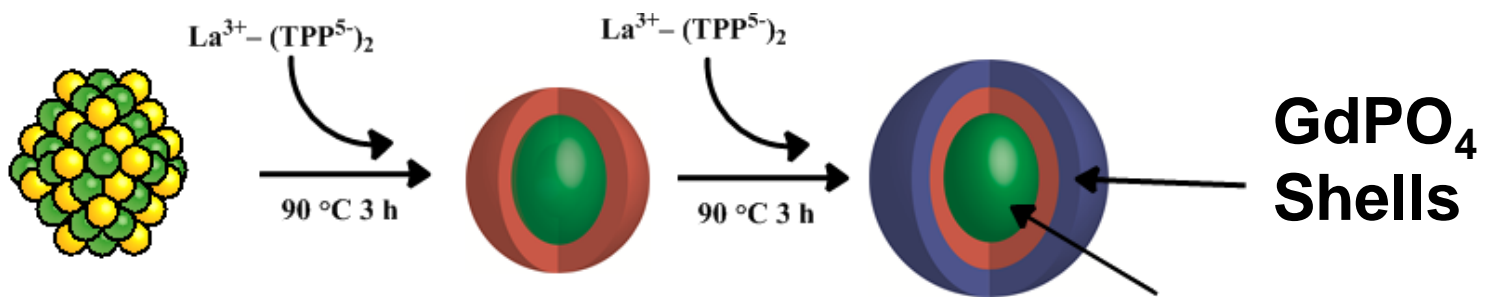 La³⁺– (TPP⁵⁻)₂
90 °C 3 h
La³⁺– (TPP⁵⁻)₂
90 °C 3 h
GdPO₄
Shells